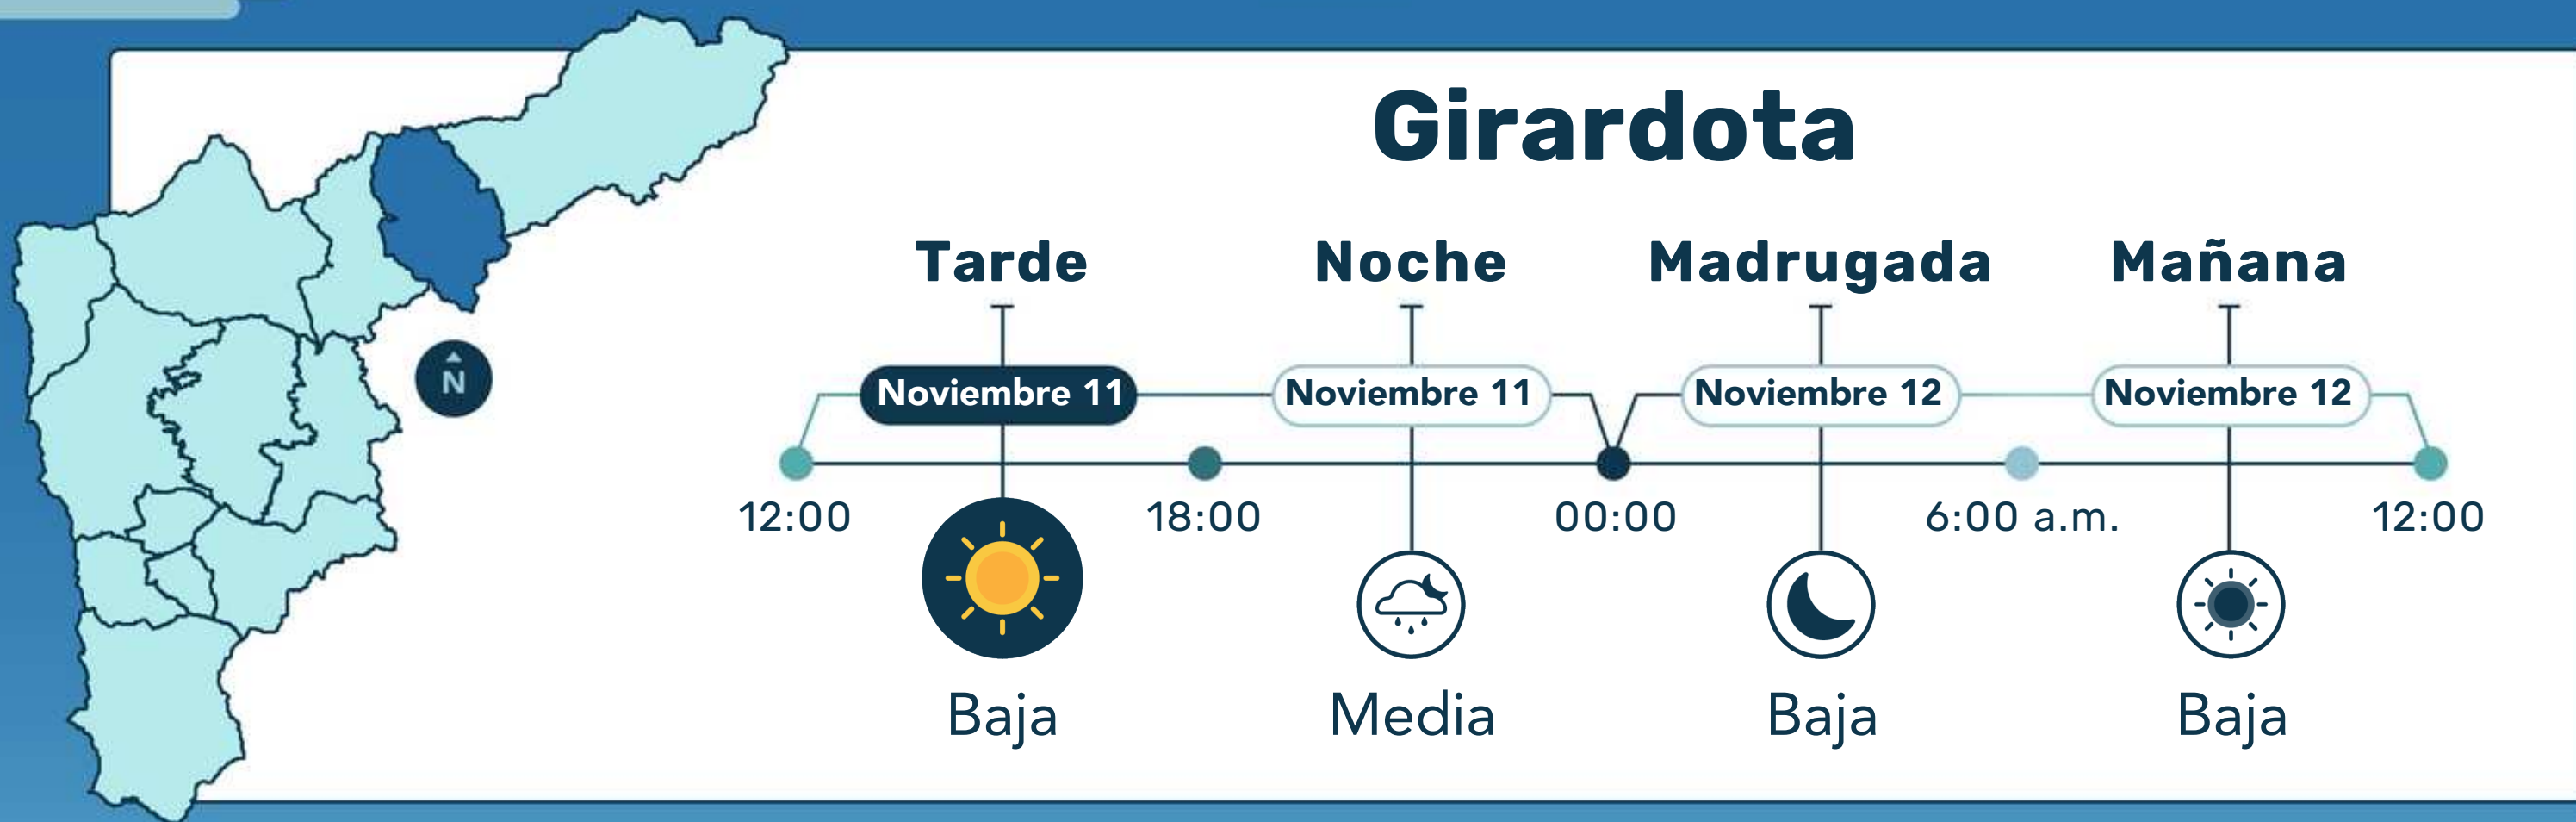 Girardota
Tarde Noche Madrugada Mañana
Noviembre 11 Noviembre 11 Noviembre 12 Noviembre 12
N
12:00 18:00 00:00 6:00 a.m. 12:00
Baja Media Baja Baja